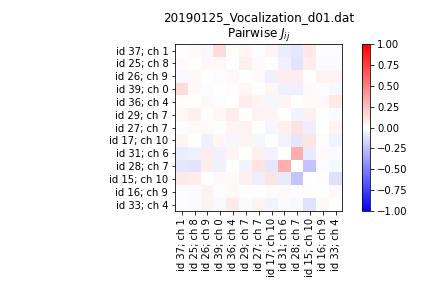 20190125_Vocalization_d01.dat
Pairwise J_ij
id 37; ch 1
id 25; ch 8
id 26; ch 9
id 39; ch 0
id 36; ch 4
id 29; ch 7
id 27; ch 7
id 17; ch 10
id 31; ch 6
id 28; ch 7
id 15; ch 10
id 16; ch 9
id 33; ch 4
1.00
0.75
0.50
0.25
0.00
−0.25
−0.50
−0.75
−1.00
id 37; ch 1
id 25; ch 8
id 26; ch 9
id 39; ch 0
id 36; ch 4
id 29; ch 7
id 27; ch 7
id 17; ch 10
id 31; ch 6
id 28; ch 7
id 15; ch 10
id 16; ch 9
id 33; ch 4